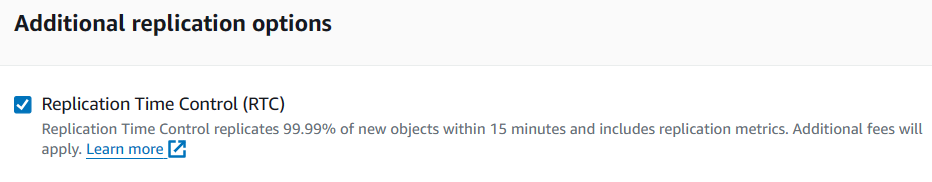 Additional replication options
Replication Time Control (RTC)
Replication Time Control replicates 99.99% of new objects within 15 minutes and includes replication metrics. Additional fees will
apply. Learn more